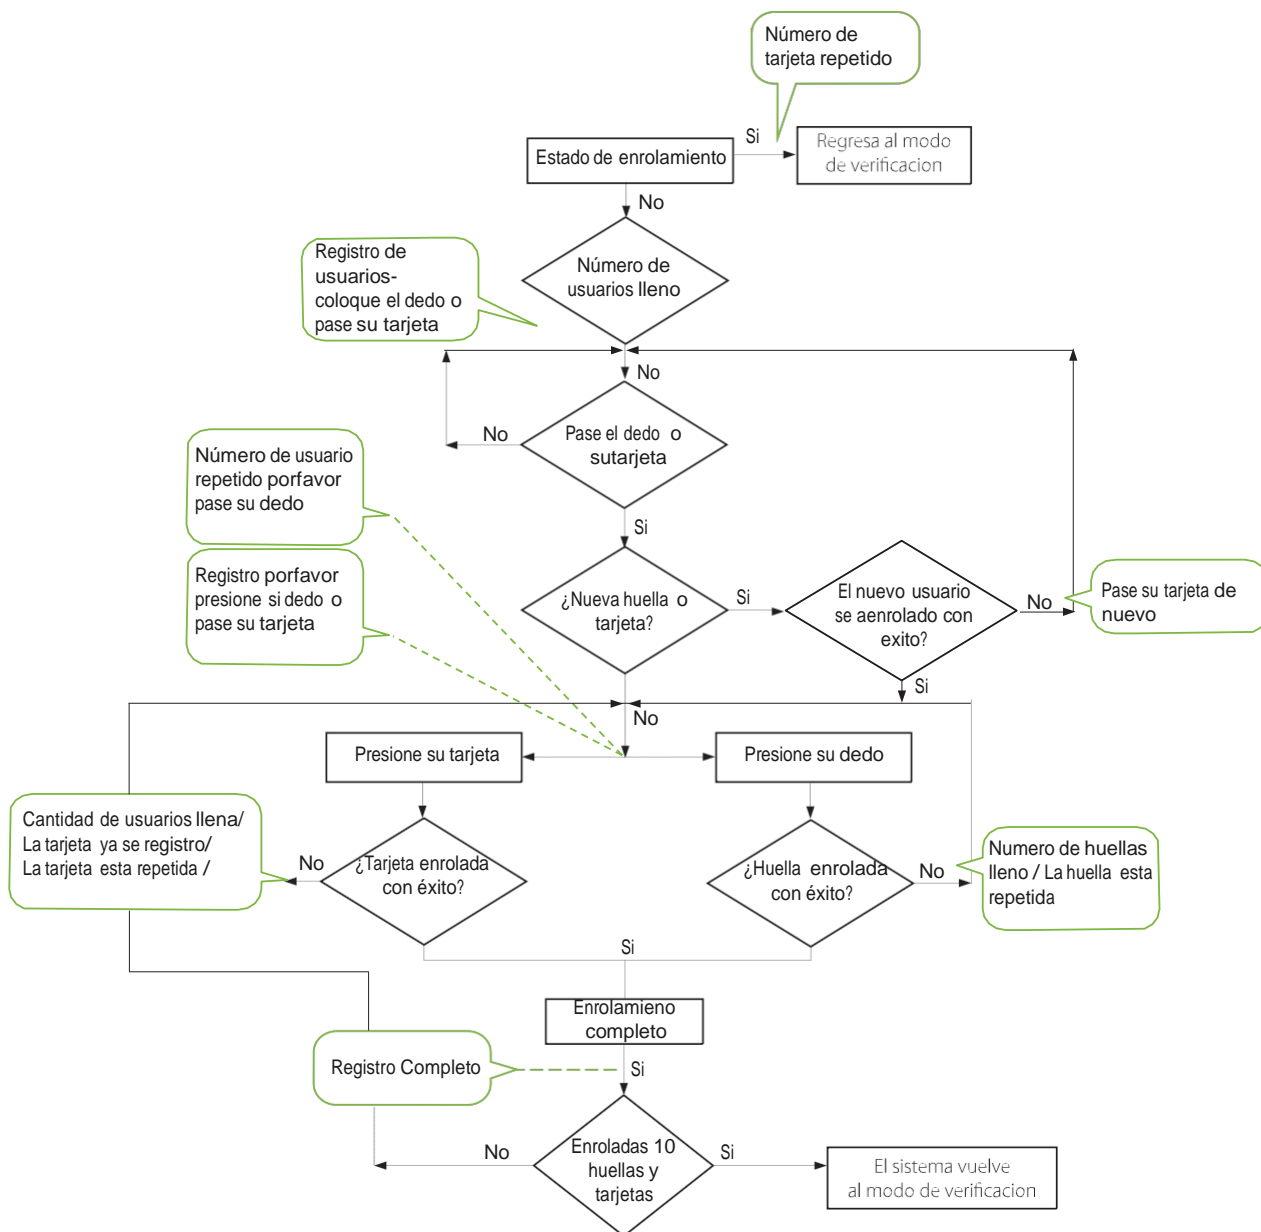 Número de
tarjeta repetido
Si
Estado de enrolamiento
Regresa al modo
de verificacion
No
Registro de
usuarios-
coloque el dedo o
pase su tarjeta
Número de
usuarios lleno
No
No
Pase el dedo o
sutarjeta
Número de usuario
repetido porfavor
pase su dedo
Si
Registro porfavor
presione si dedo o
pase su tarjeta
¿Nueva huella o
tarjeta?
Si
El nuevo usuario
se aenrolado con
exito?
No
Pase su tarjeta de
nuevo
Si
No
Presione su tarjeta
Presione su dedo
Cantidad de usuarios llena/
La tarjeta ya se registro/
La tarjeta esta repetida /
No
¿Tarjeta enrolada
con éxito?
¿Huella enrolada
con éxito?
No
Numero de huellas
lleno / La huella esta
repetida
Si
Enrolamieno
completo
Registro Completo
Si
No
Enroladas 10
huellas y
tarjetas
Si
El sistema vuelve
al modo de verificacion